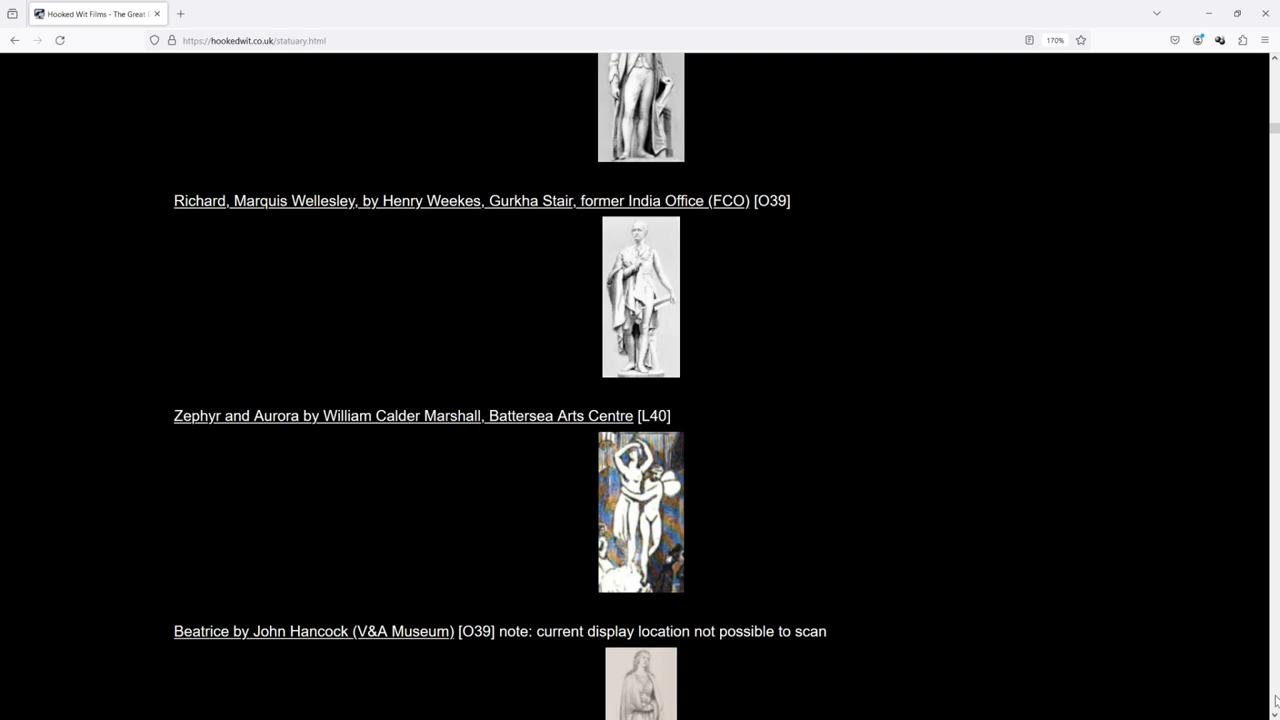 Hooked Wit Films - The Great
https://hookedwit.co.uk/statuary.html
170%
Richard, Marquis Wellesley, by Henry Weekes, Gurkha Stair, former India Office (FCO) [O39]
Zephyr and Aurora by William Calder Marshall, Battersea Arts Centre [L40]
Beatrice by John Hancock (V&A Museum) [O39] note: current display location not possible to scan